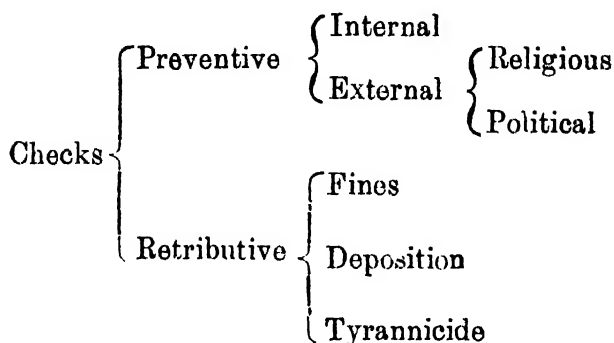 Internal
Preventive
Religious
External
Political
Checks
Fines
Retributive
Deposition
Tyrannicide